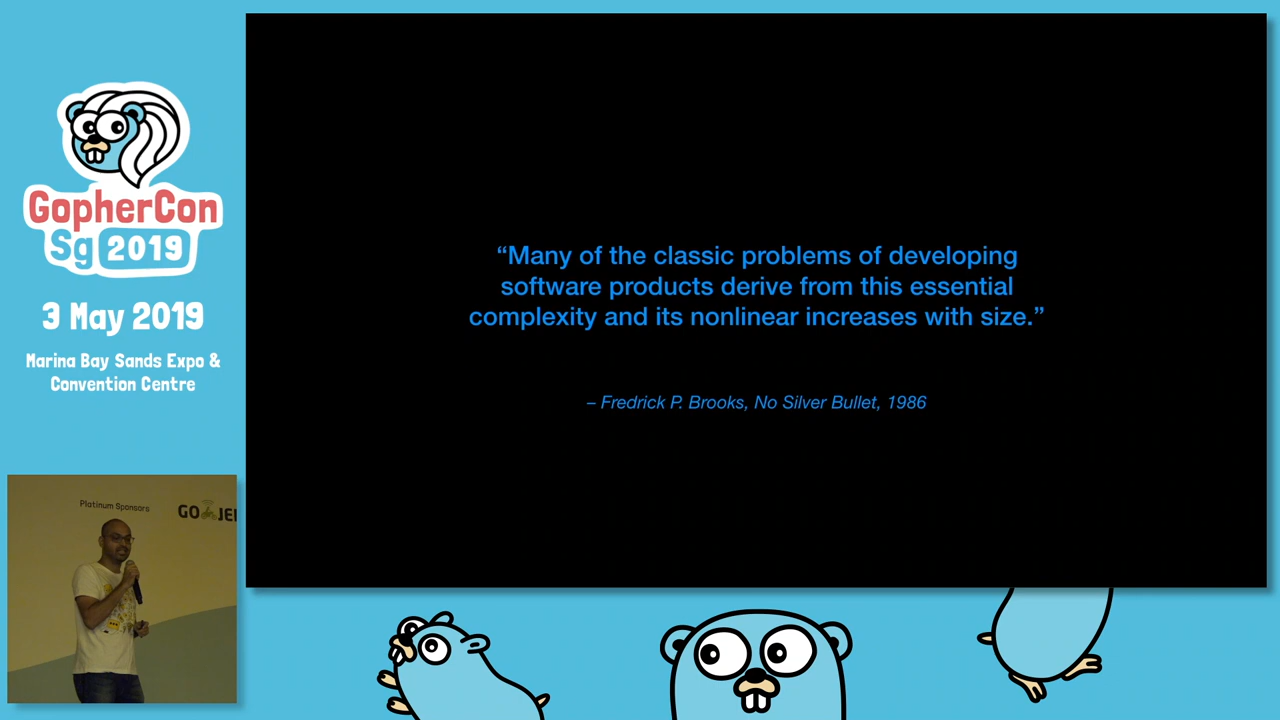 GopherCon
Sg 2019
3 May 2019
Marina Bay Sands Expo &
Convention Centre
Platinum Sponsors
GO JEK
“Many of the classic problems of developing
software products derive from this essential
complexity and its nonlinear increases with size.”
– Fredrick P. Brooks, No Silver Bullet, 1986